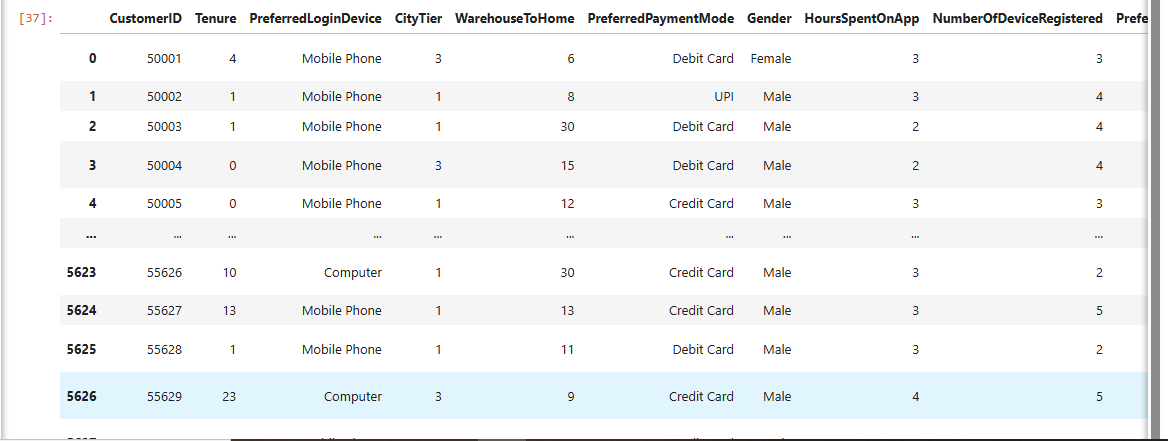 [37]: CustomerID Tenure PreferredLoginDevice CityTier WarehouseToHome PreferredPaymentMode Gender HoursSpentOnApp NumberOfDeviceRegistered Prefe
0 50001 4 Mobile Phone 3 6 Debit Card Female 3 3
1 50002 1 Mobile Phone 1 8 UPI Male 3 4
2 50003 1 Mobile Phone 1 30 Debit Card Male 2 4
3 50004 0 Mobile Phone 3 15 Debit Card Male 2 4
4 50005 0 Mobile Phone 1 12 Credit Card Male 3 3
... ... ... ... ... ... ... ... ... ...
5623 55626 10 Computer 1 30 Credit Card Male 3 2
5624 55627 13 Mobile Phone 1 13 Credit Card Male 3 5
5625 55628 1 Mobile Phone 1 11 Debit Card Male 3 2
5626 55629 23 Computer 3 9 Credit Card Male 4 5